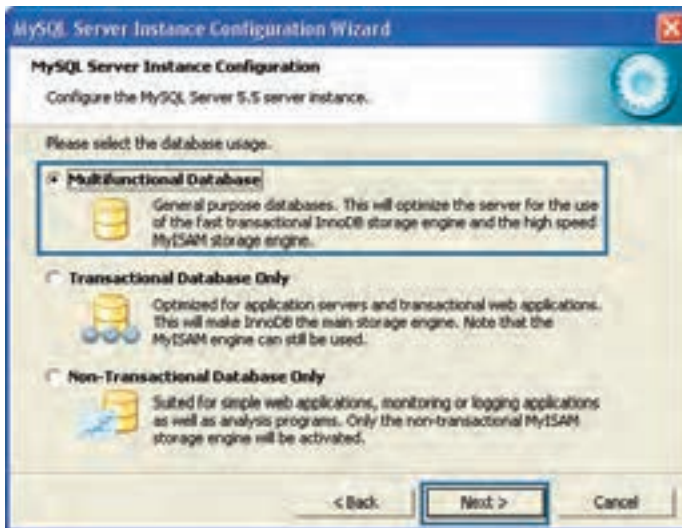 MySQL Server Instance Configuration Wizard
MySQL Server Instance Configuration
Configure the MySQL Server 5.5 server instance.
Please select the database usage.
Multifunctional Database
General purpose databases. This will optimize the server for the use
of the fast transactional InnoDB storage engine and the high speed
MyISAM storage engine.
Transactional Database Only
Optimized for application servers and transactional web applications.
This will make InnoDB the main storage engine. Note that the
MyISAM engine can still be used.
Non-Transactional Database Only
Suited for simple web applications, monitoring or logging applications
as well as analysis programs. Only the non-transactional MyISAM
storage engine will be activated.
< Back
Next >
Cancel